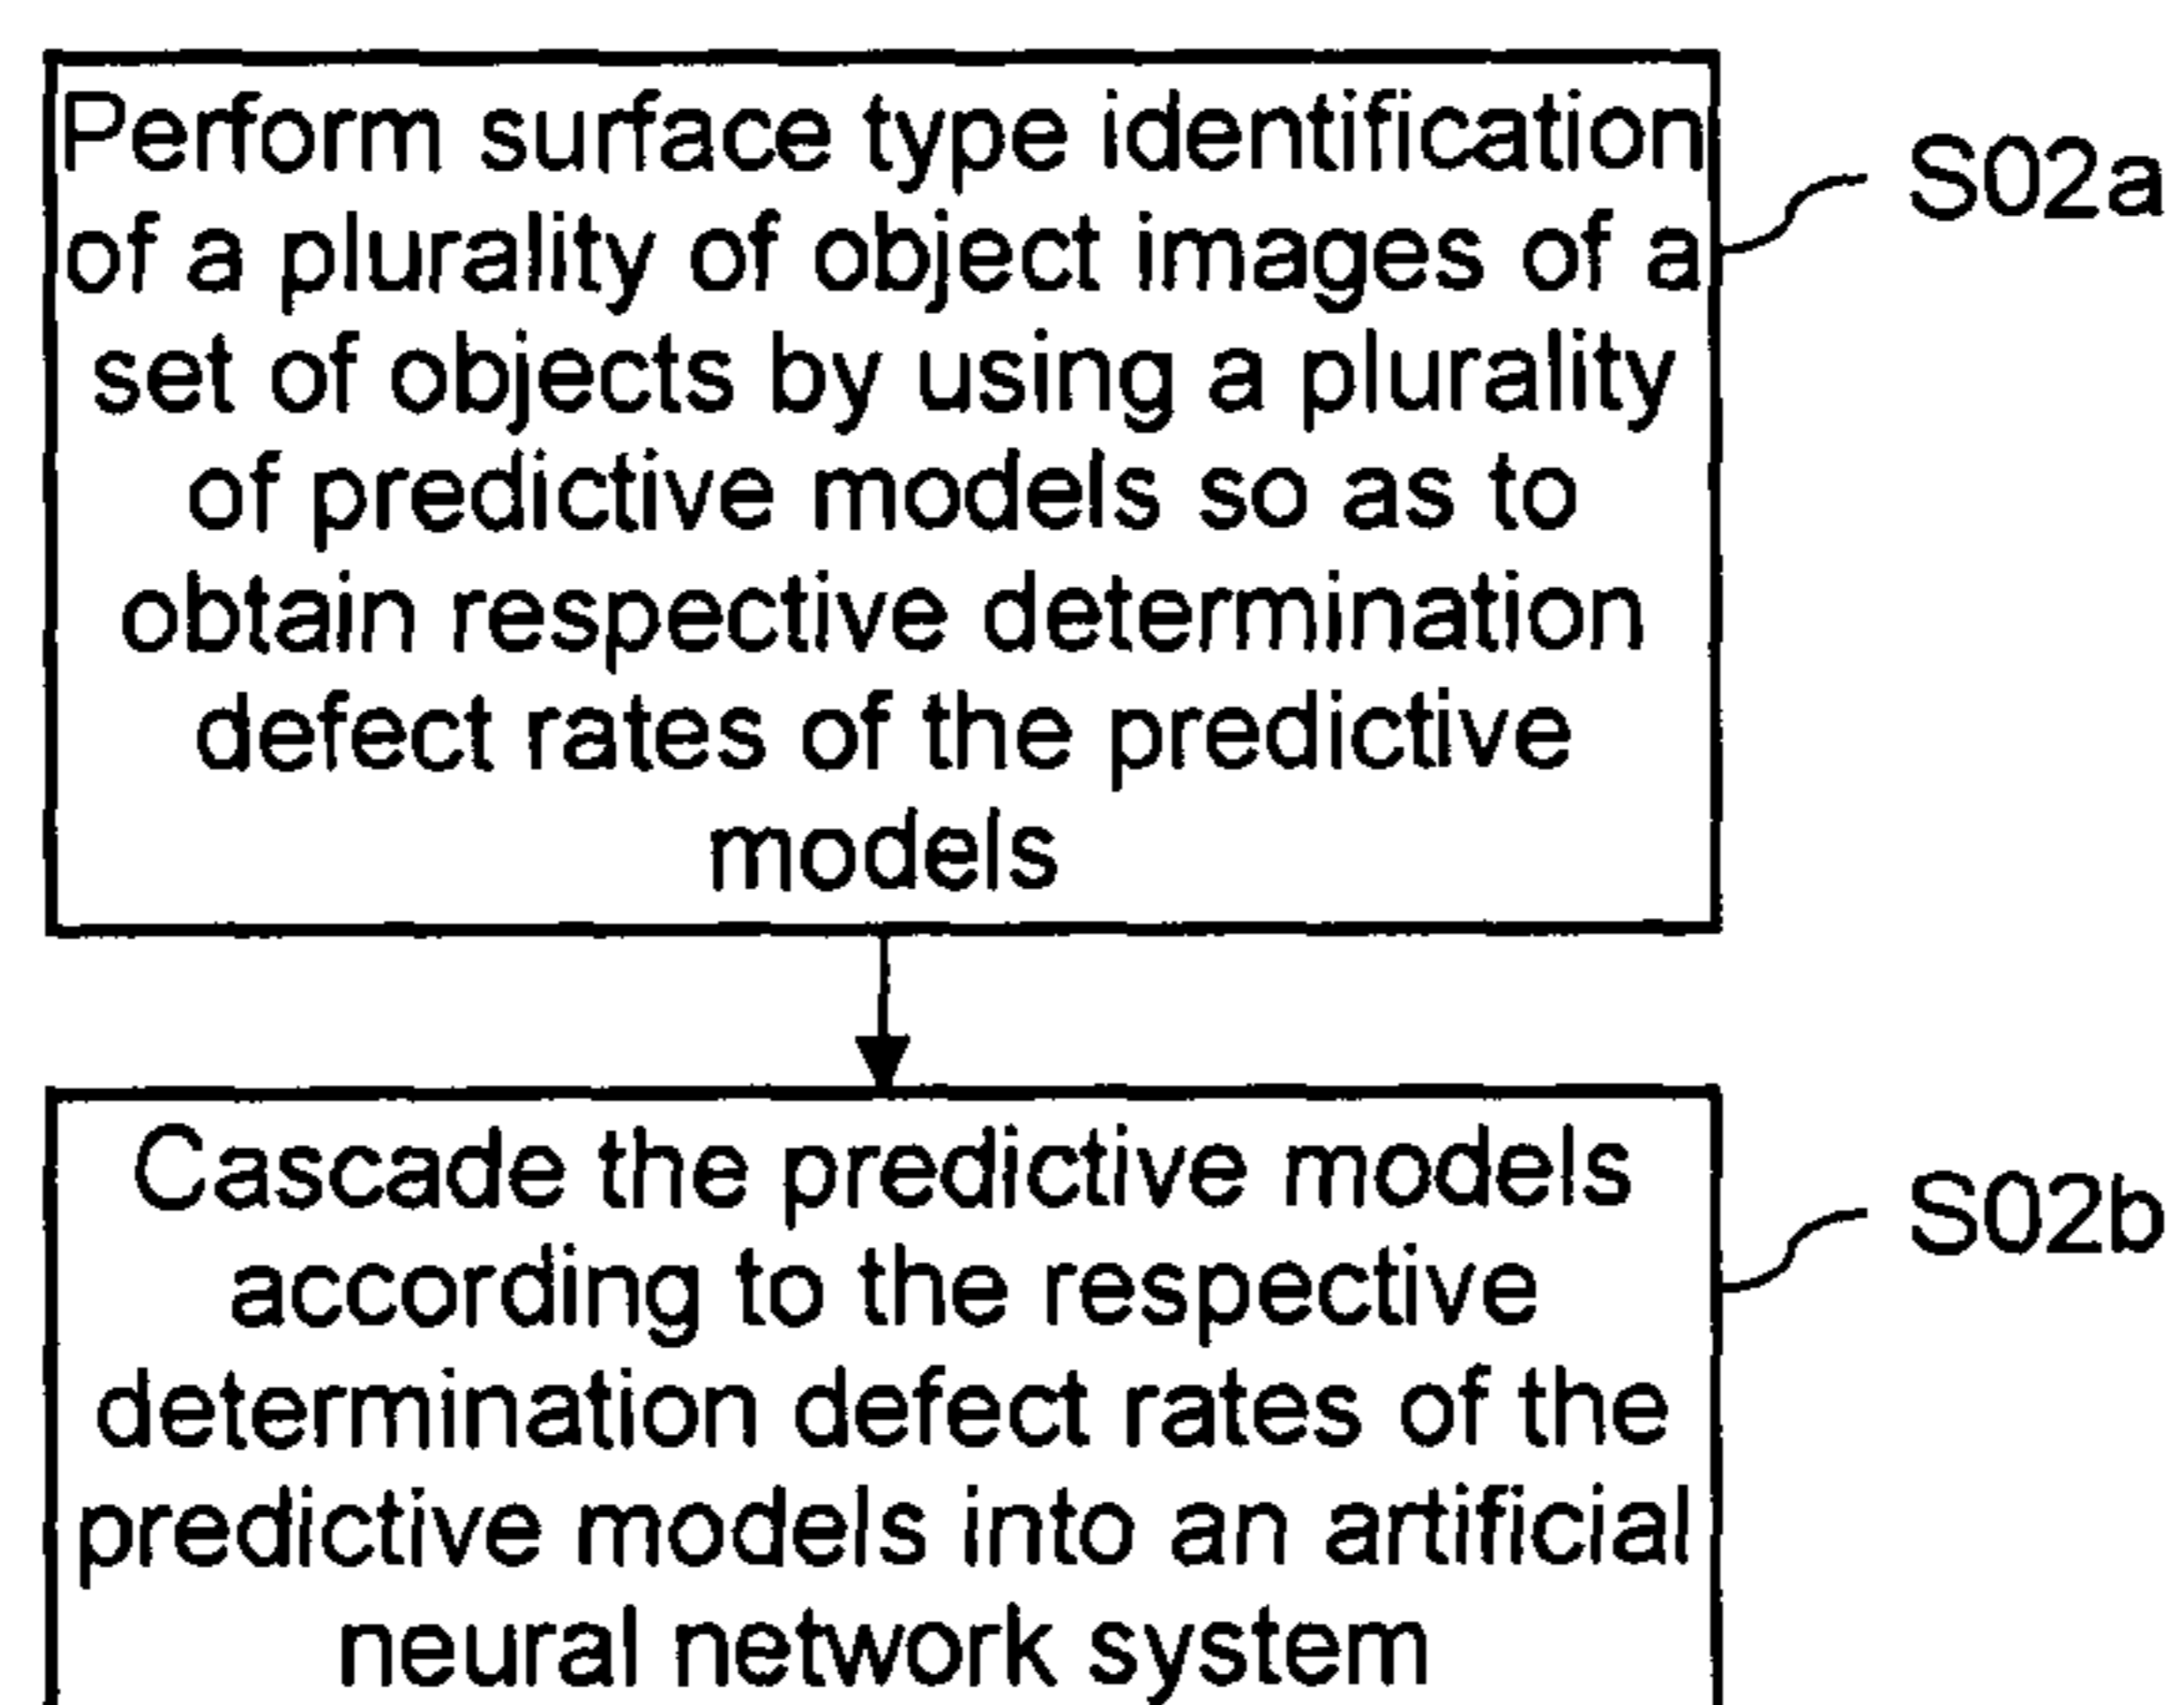 Perform surface type identification
of a plurality of object images of a
set of objects by using a plurality
of predictive models so as to
obtain respective determination
defect rates of the predictive
models
S02a
Cascade the predictive models
according to the respective
determination defect rates of the
predictive models into an artificial
neural network system
S02b